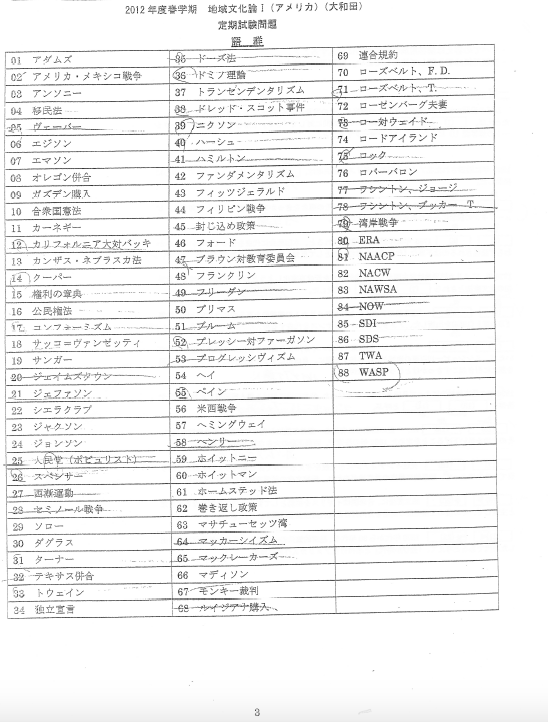 2012年度春学期 地域文化論Ⅰ(アメリカ)(大和田)
定期試験問題
語 群
01 アダムズ
02 アメリカ・メキシコ戦争
03 アンソニー
04 移民法
05 ヴェーバー
06 エジソン
07 エマソン
08 オレゴン併合
09 ガズデン購入
10 合衆国憲法
11 カーネギー
12 カリフォルニア大対バッキ
13 カンザス・ネブラスカ法
14 クーパー
15 権利の章典
16 公民権法
17 コンフォーミズム
18 サッコ=ヴァンゼッティ
19 サンガー
20 ジェイムズタウン
21 ジェファソン
22 シエラクラブ
23 ジャクソン
24 ジョンソン
25 人民党(ポピュリスト)
26 スペンサー
27 西漸運動
28 セミノール戦争
29 ソロー
30 ダグラス
31 ターナー
32 テキサス併合
33 トウェイン
34 独立宣言
35 ドーズ法
36 ドミノ理論
37 トランセンデンタリズム
38 ドレッド・スコット事件
39 ニクソン
40 ハーシュ
41 ハミルトン
42 ファンダメンタリズム
43 フィッツジェラルド
44 フィリピン戦争
45 封じ込め政策
46 フォード
47 ブラウン対教育委員会
48 フランクリン
49 フリーダン
50 プリマス
51 ブルーム
52 プレッシー対ファーガソン
53 プログレッシヴィズム
54 ヘイ
55 ペイン
56 米西戦争
57 ヘミングウェイ
58 ヘンリー
59 ホイットニー
60 ホイットマン
61 ホームステッド法
62 巻き返し政策
63 マサチューセッツ湾
64 マッカーシイズム
65 マックレーカーズ
66 マディソン
67 モンキー裁判
68 ルイジアナ購入
69 連合規約
70 ローズベルト、F. D.
71 ローズベルト、T.
72 ローゼンバーグ夫妻
73 ロー対ウェイド
74 ロードアイランド
75 ロック
76 ロバーバロン
77 ワシントン、ジョージ
78 ワシントン、ブッカー T.
79 湾岸戦争
80 ERA
81 NAACP
82 NACW
83 NAWSA
84 NOW
85 SDI
86 SDS
87 TWA
88 WASP
3